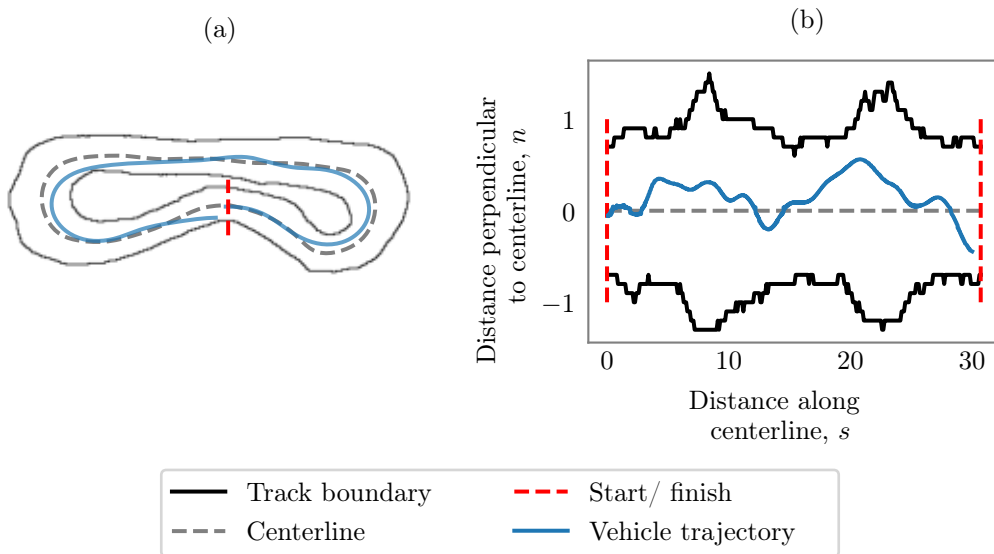 (a)
(b)
Distance perpendicular
to centerline, n
1
0
−1
0
10
20
30
Distance along
centerline, s
Track boundary
Centerline
Start/ finish
Vehicle trajectory